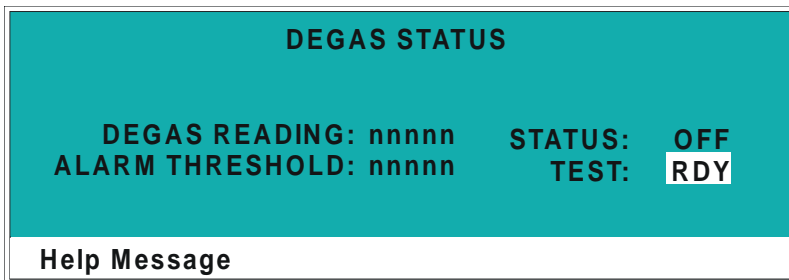 DEGAS STATUS
DEGAS READING: nnnnn STATUS: OFF
ALARM THRESHOLD: nnnnn TEST: RDY
Help Message